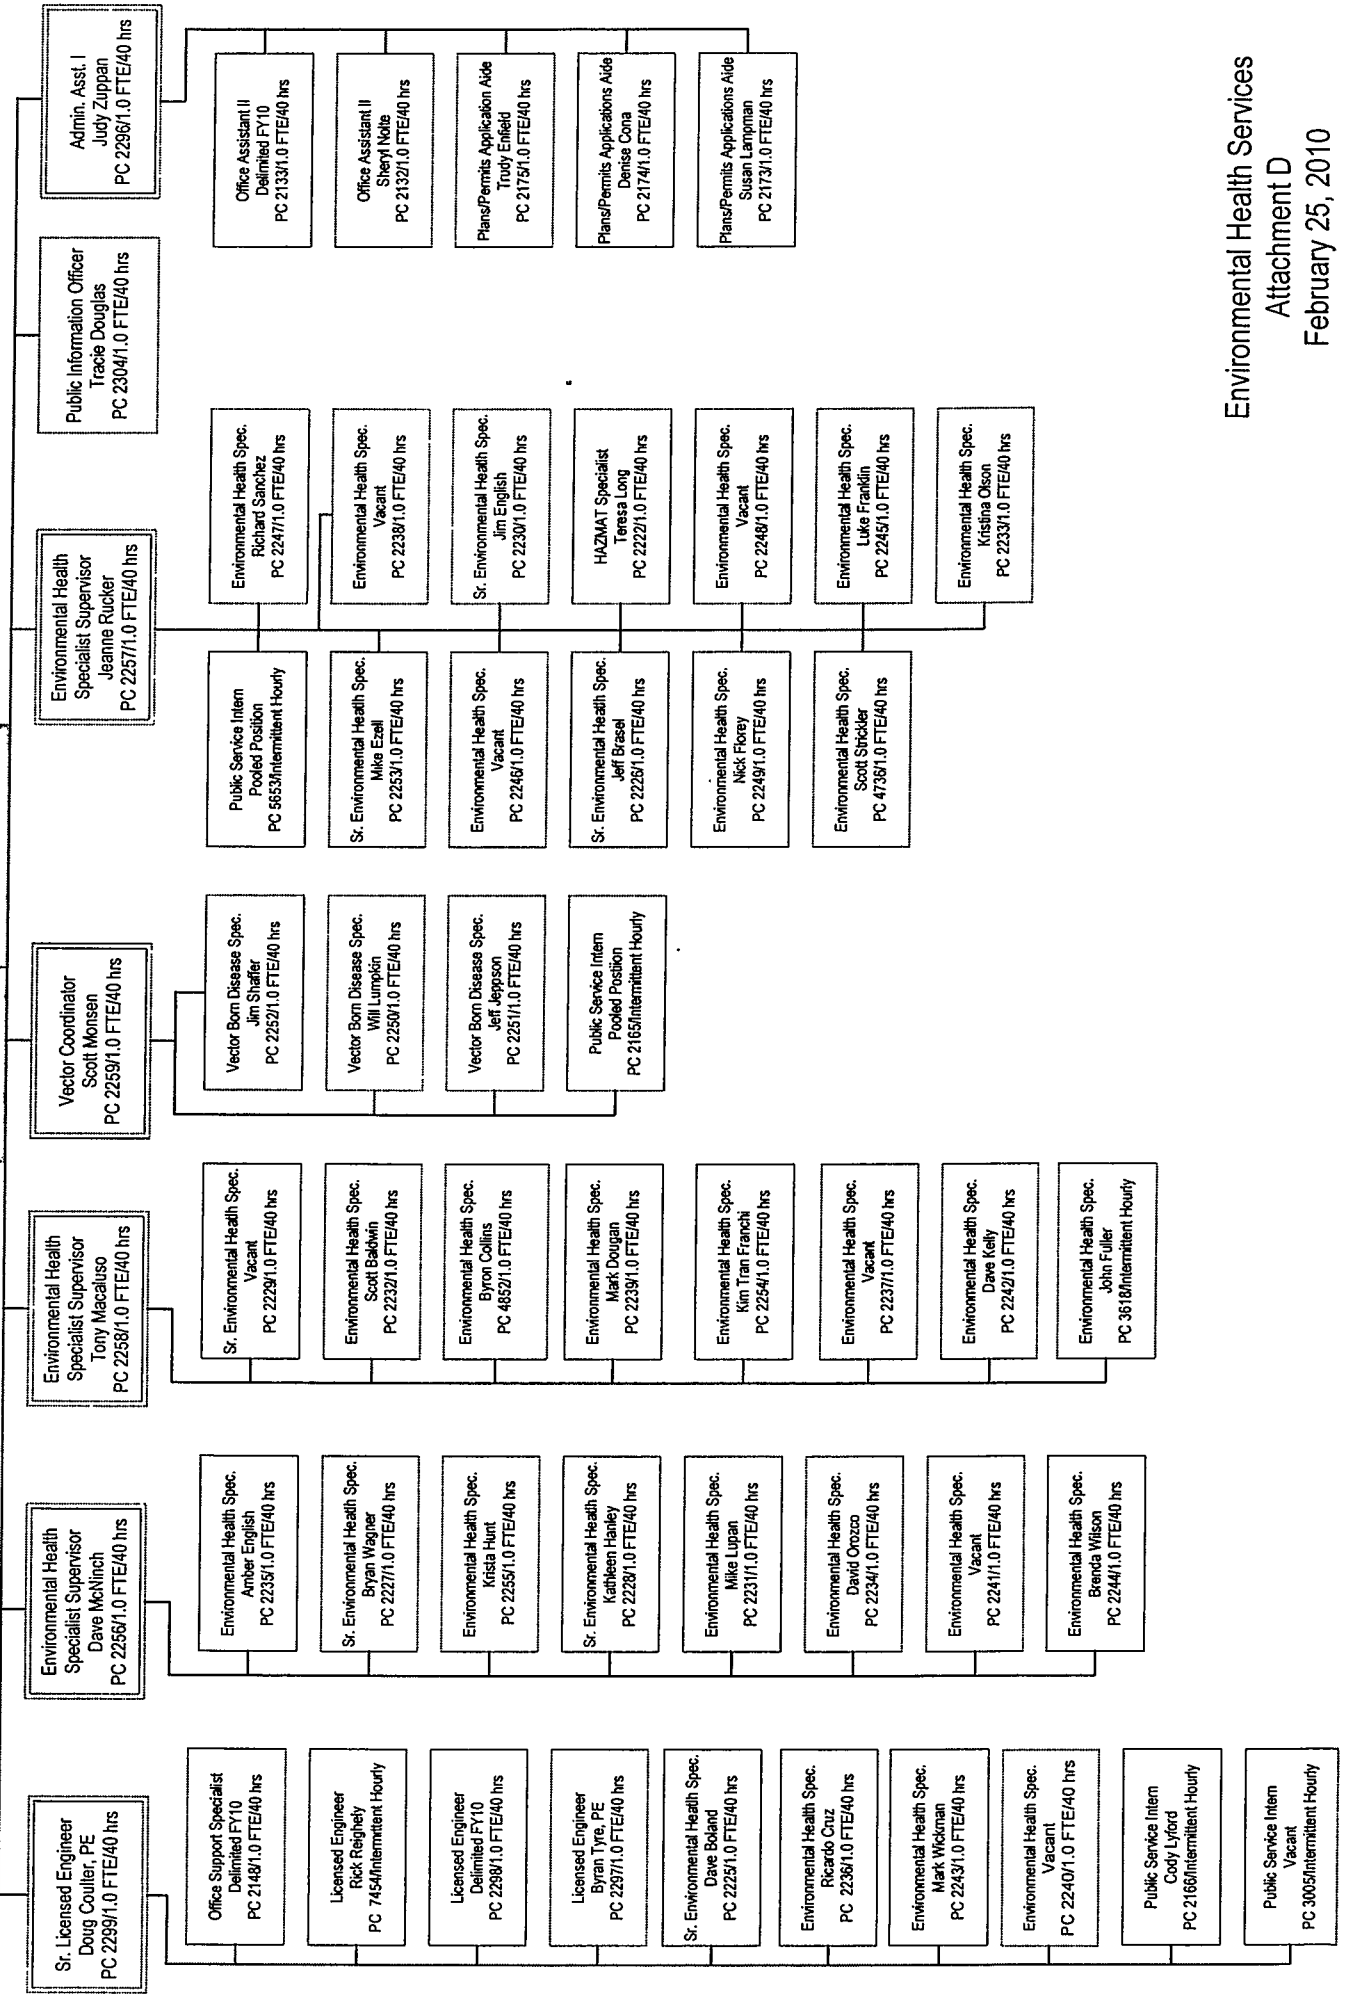 Sr. Licensed Engineer
Doug Coulter, PE
PC 2299/1.0 FTE/40 hrs
Office Support Specialist
Delimited FY10
PC 2148/1.0 FTE/40 hrs
Licensed Engineer
Rick Reighely
PC 7454/Intermittent Hourly
Licensed Engineer
Delimited FY10
PC 2298/1.0 FTE/40 hrs
Licensed Engineer
Byran Tyre, PE
PC 2297/1.0 FTE/40 hrs
Sr. Environmental Heatlh Spec.
Dave Boland
PC 2225/1.0 FTE/40 hrs
Environmental Health Spec.
Ricardo Cruz
PC 2236/1.0 FTE/40 hrs
Environmental Health Spec.
Mark Wickman
PC 2243/1.0 FTE/40 hrs
Environmental Health Spec.
Vacant
PC 2240/1.0 FTE/40 hrs
Public Service Intern
Cody Lyford
PC 2166/Intermittent Hourly
Public Service Intern
Vacant
PC 3005/Intermittent Hourly
Environmental Health
Specialist Supervisor
Dave McNinch
PC 2256/1.0 FTE/40 hrs
Environmental Health Spec.
Amber English
PC 2235/1.0 FTE/40 hrs
Sr. Environmental Heatlh Spec.
Bryan Wagner
PC 2227/1.0 FTE/40 hrs
Environmental Health Spec.
Krista Hunt
PC 2255/1.0 FTE/40 hrs
Sr. Environmental Heatlh Spec.
Kathleen Hanley
PC 2228/1.0 FTE/40 hrs
Environmental Health Spec.
Mike Lupan
PC 2231/1.0 FTE/40 hrs
Environmental Health Spec.
David Orozco
PC 2234/1.0 FTE/40 hrs
Environmental Health Spec.
Vacant
PC 2241/1.0 FTE/40 hrs
Environmental Health Spec.
Brenda Wilson
PC 2244/1.0 FTE/40 hrs
Environmental Health
Specialist Supervisor
Tony Macaluso
PC 2258/1.0 FTE/40 hrs
Sr. Environmental Heatlh Spec.
Vacant
PC 2229/1.0 FTE/40 hrs
Environmental Health Spec.
Scott Baldwin
PC 2232/1.0 FTE/40 hrs
Environmental Health Spec.
Byron Collins
PC 4852/1.0 FTE/40 hrs
Environmental Health Spec.
Mark Dougan
PC 2239/1.0 FTE/40 hrs
Environmental Health Spec.
Kim Tran Franchi
PC 2254/1.0 FTE/40 hrs
Environmental Health Spec.
Vacant
PC 2237/1.0 FTE/40 hrs
Environmental Health Spec.
Dave Kelly
PC 2242/1.0 FTE/40 hrs
Environmental Health Spec.
John Fuller
PC 3618/Intermittent Hourly
Vector Coordinator
Scott Monsen
PC 2259/1.0 FTE/40 hrs
Vector Born Disease Spec.
Jim Shaffer
PC 2252/1.0 FTE/40 hrs
Vector Born Disease Spec.
Will Lumpkin
PC 2250/1.0 FTE/40 hrs
Vector Born Disease Spec.
Jeff Jeppson
PC 2251/1.0 FTE/40 hrs
Public Service Intern
Pooled Postiion
PC 2165/Intermittent Hourly
Environmental Health
Specialist Supervisor
Jeanne Rucker
PC 2257/1.0 FTE/40 hrs
Public Service Intern
Pooled Position
PC 5653/Intermittent Hourly
Environmental Health Spec.
Richard Sanchez
PC 2247/1.0 FTE/40 hrs
Sr. Environmental Health Spec.
Mike Ezell
PC 2253/1.0 FTE/40 hrs
Environmental Health Spec.
Vacant
PC 2238/1.0 FTE/40 hrs
Environmental Health Spec.
Vacant
PC 2246/1.0 FTE/40 hrs
Sr. Environmental Heatlh Spec.
Jim English
PC 2230/1.0 FTE/40 hrs
Sr. Environmental Heatlh Spec.
Jeff Brasel
PC 2226/1.0 FTE/40 hrs
HAZMAT Specialist
Teresa Long
PC 2222/1.0 FTE/40 hrs
Environmental Health Spec.
Nick Florey
PC 2249/1.0 FTE/40 hrs
Environmental Health Spec.
Vacant
PC 2248/1.0 FTE/40 hrs
Environmental Health Spec.
Scott Strickler
PC 4736/1.0 FTE/40 hrs
Environmental Health Spec.
Luke Franklin
PC 2245/1.0 FTE/40 hrs
Environmental Health Spec.
Kristina Olson
PC 2233/1.0 FTE/40 hrs
Public Information Officer
Tracie Douglas
PC 2304/1.0 FTE/40 hrs
Admin. Asst. I
Judy Zuppan
PC 2296/1.0 FTE/40 hrs
Office Assistant II
Delimited FY10
PC 2133/1.0 FTE/40 hrs
Office Assistant II
Sheryl Nolte
PC 2132/1.0 FTE/40 hrs
Plans/Permits Application Aide
Trudy Enfield
PC 2175/1.0 FTE/40 hrs
Plans/Permits Applications Aide
Denise Cona
PC 2174/1.0 FTE/40 hrs
Plans/Permits Applications Aide
Susan Lampman
PC 2173/1.0 FTE/40 hrs
Environmental Health Services
Attachment D
February 25, 2010